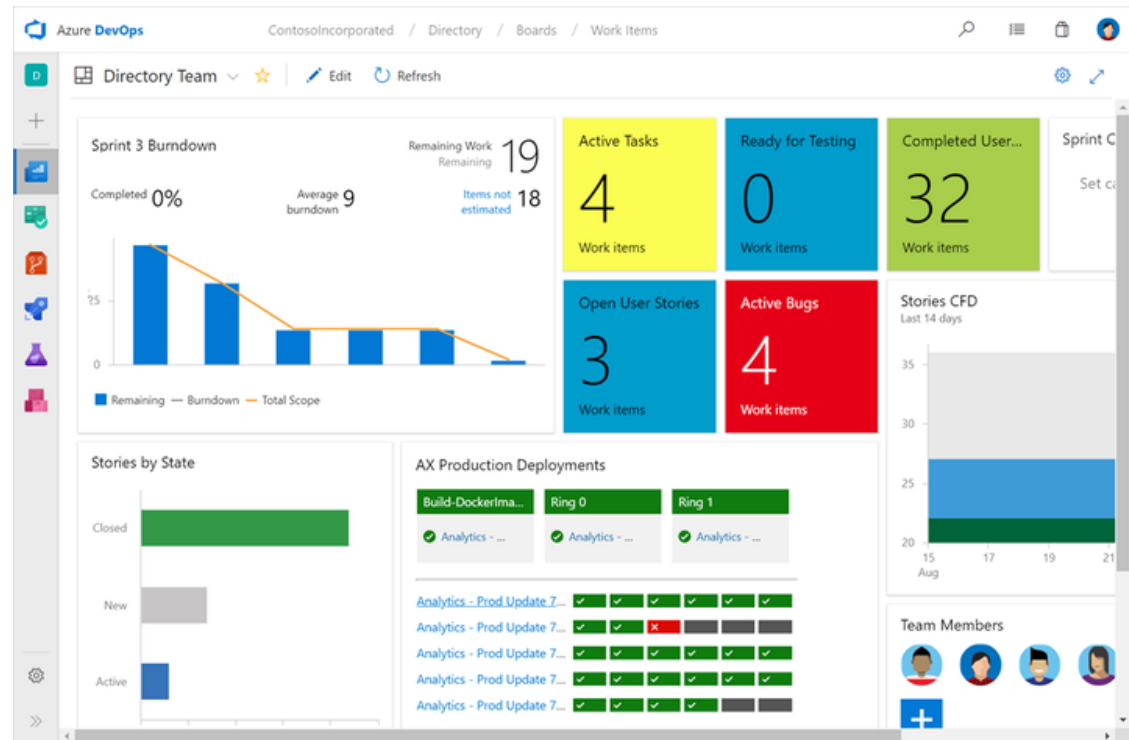 Azure DevOps
ContosoIncorporated / Directory / Boards / Work Items
D
Directory Team
Edit
Refresh
Sprint 3 Burndown
Remaining Work
Remaining
19
Completed 0%
Average
burndown
9
Items not
estimated
18
25
0
Remaining
Burndown
Total Scope
Active Tasks
4
Work items
Ready for Testing
0
Work items
Completed User...
32
Work items
Sprint C
Set ca
Open User Stories
3
Work items
Active Bugs
4
Work items
Stories CFD
Last 14 days
35
30
25
20
15
17
19
21
Aug
Stories by State
Closed
New
Active
AX Production Deployments
Build-DockerIma...
Ring 0
Ring 1
Analytics - ...
Analytics - ...
Analytics - ...
Analytics - Prod Update 7...
Analytics - Prod Update 7...
Analytics - Prod Update 7...
Analytics - Prod Update 7...
Analytics - Prod Update 7...
Team Members